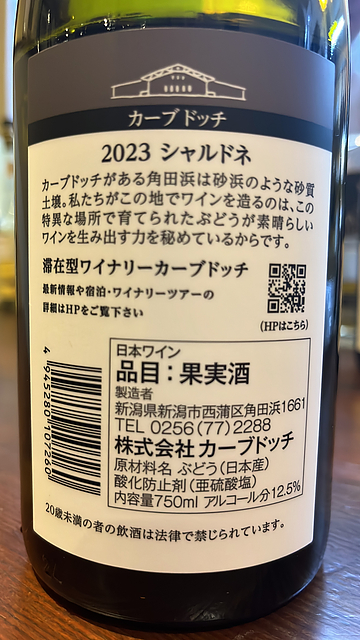 カーブドッチ
2023 シャルドネ
カーブドッチがある角田浜は砂浜のような砂質
土壌。私たちがこの地でワインを造るのは、この
特異な場所で育てられたぶどうが素晴らしい
ワインを生み出す力を秘めているからです。
滞在型ワイナリーカーブドッチ
最新情報や宿泊・ワイナリーツアーの
詳細はHPをご覧下さい
(HPはこちら)
4 945280 107260
日本ワイン
品目:果実酒
製造者
新潟県新潟市西蒲区角田浜1661
TEL 0256(77)2288
株式会社カーブドッチ
原材料名 ぶどう(日本産)
酸化防止剤(亜硫酸塩)
内容量750ml アルコール分12.5%
20歳未満の者の飲酒は法律で禁じられています。